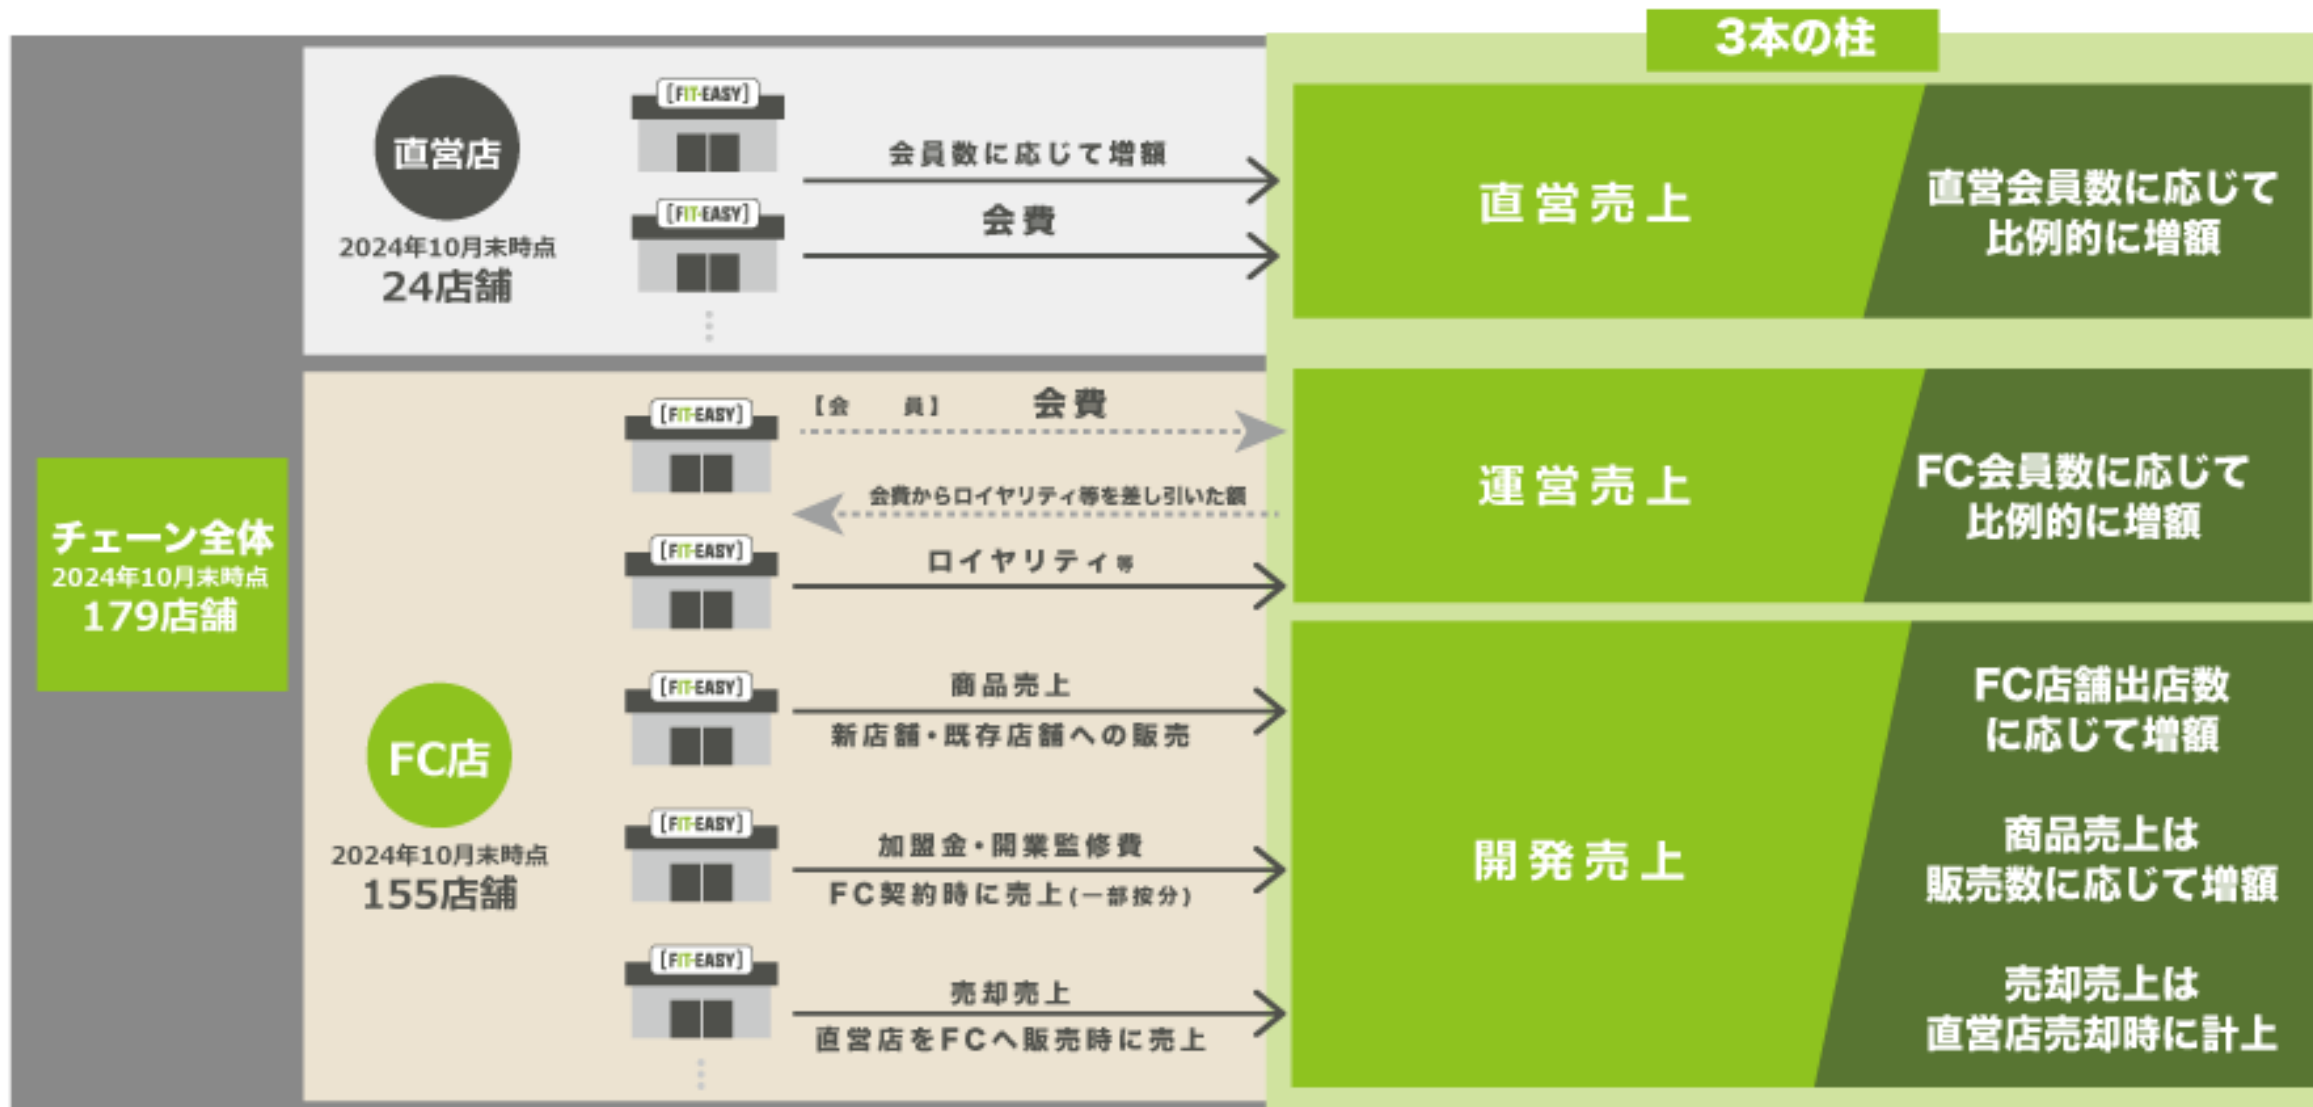 3本の柱
チェーン全体
2024年10月末時点
179店舗
直営店
2024年10月末時点
24店舗
[FIT-EASY]
[FIT-EASY]
会員数に応じて増額
会費
直営売上
直営会員数に応じて
比例的に増額
FC店
2024年10月末時点
155店舗
[FIT-EASY]
【会　員】　会費
会費からロイヤリティ等を差し引いた額
[FIT-EASY]
ロイヤリティ等
運営売上
FC会員数に応じて
比例的に増額
[FIT-EASY]
商品売上
新店舗・既存店舗への販売
[FIT-EASY]
加盟金・開業監修費
FC契約時に売上(一部按分)
[FIT-EASY]
売却売上
直営店をFCへ販売時に売上
開発売上
FC店舗出店数
に応じて増額
商品売上は
販売数に応じて増額
売却売上は
直営店売却時に計上